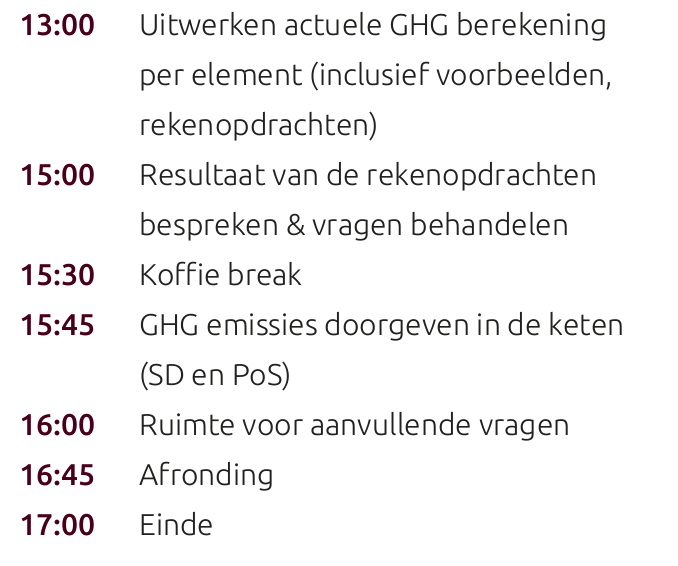 13:00 Uitwerken actuele GHG berekening
per element (inclusief voorbeelden,
rekenopdrachten)
15:00 Resultaat van de rekenopdrachten
bespreken & vragen behandelen
15:30 Koffie break
15:45 GHG emissies doorgeven in de keten
(SD en PoS)
16:00 Ruimte voor aanvullende vragen
16:45 Afronding
17:00 Einde